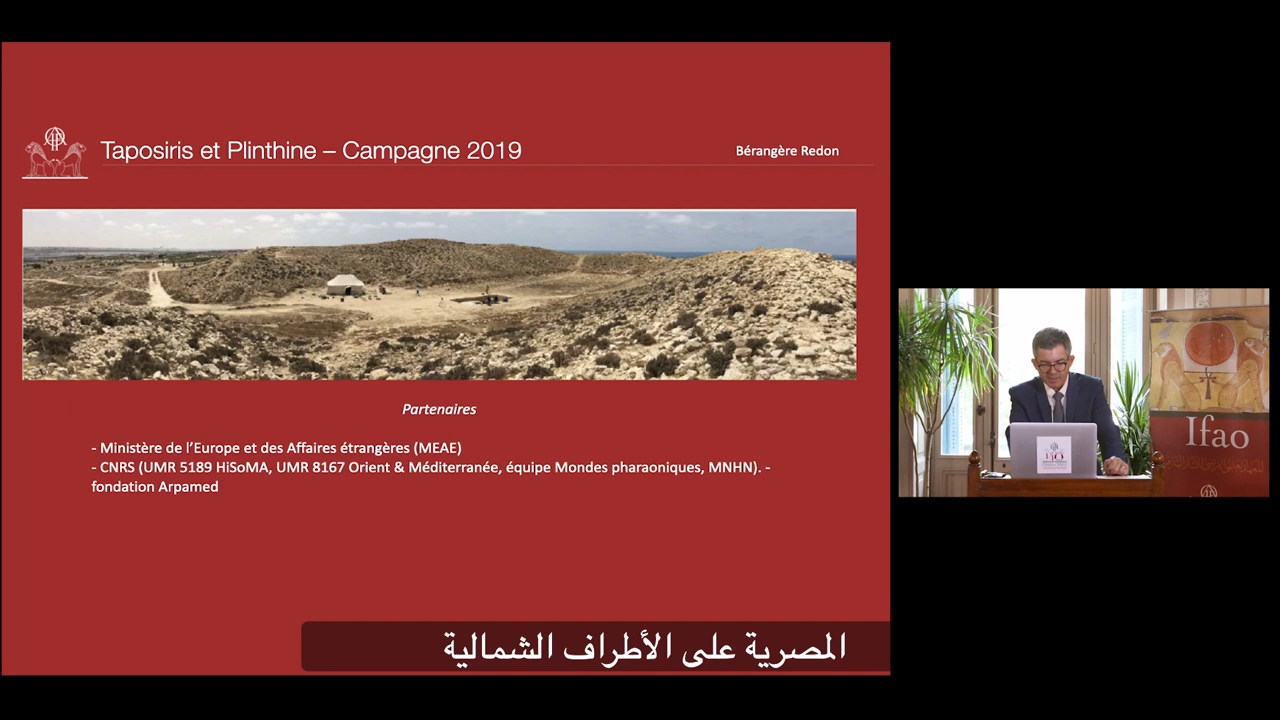 Taposiris et Plinthine – Campagne 2019
Bérangère Redon
Partenaires
- Ministère de l’Europe et des Affaires étrangères (MEAE)
- CNRS (UMR 5189 HiSoMA, UMR 8167 Orient & Méditerranée, équipe Mondes pharaoniques, MNHN). -
fondation Arpamed
المصرية على الأطراف الشمالية
Ifao